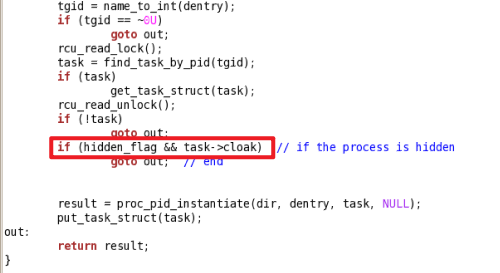 tgid = name_to_int(dentry);
if (tgid == ~0U)
goto out;
rcu_read_lock();
task = find_task_by_pid(tgid);
if (task)
get_task_struct(task);
rcu_read_unlock();
if (!task)
goto out;
if (hidden_flag && task->cloak) // if the process is hidden
goto out; // end
result = proc_pid_instantiate(dir, dentry, task, NULL);
put_task_struct(task);
out:
return result;
}